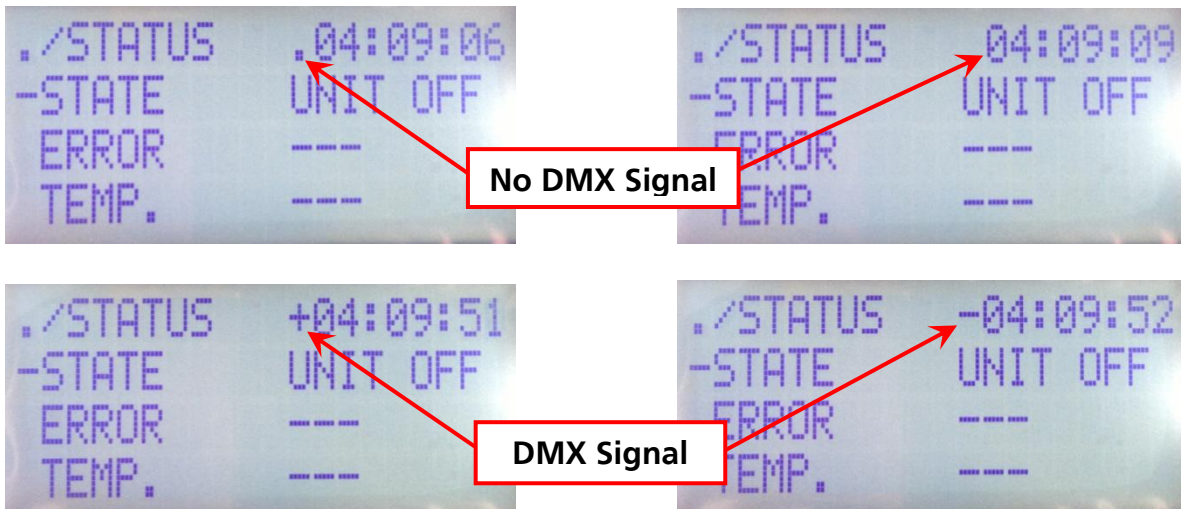 ./STATUS .04:09:06
-STATE UNIT OFF
ERROR ---
TEMP. ---
./STATUS 04:09:09
-STATE UNIT OFF
ERROR ---
TEMP. ---
No DMX Signal
./STATUS +04:09:51
-STATE UNIT OFF
ERROR ---
TEMP. ---
./STATUS -04:09:52
-STATE UNIT OFF
ERROR ---
TEMP. ---
DMX Signal